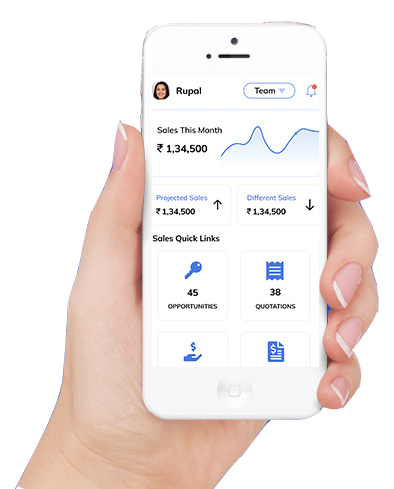 Rupal
Team
Sales This Month
₹ 1,34,500
Projected Sales
₹ 1,34,500
Different Sales
₹ 1,34,500
Sales Quick Links
45
OPPORTUNITIES
38
QUOTATIONS